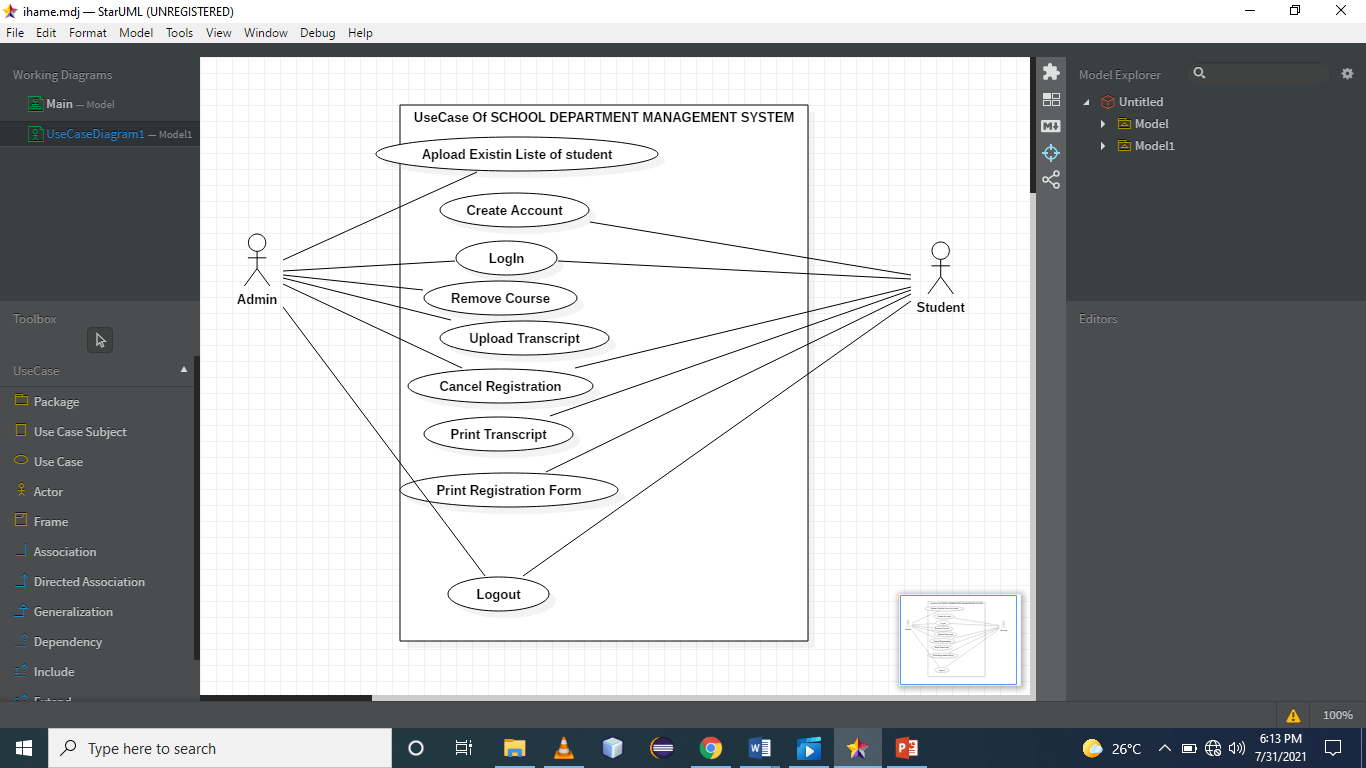 ihame.mdj — StarUML (UNREGISTERED)
File Edit Format Model Tools View Window Debug Help
Working Diagrams
Main — Model
UseCaseDiagram1 — Model1
Toolbox
UseCase
Package
Use Case Subject
Use Case
Actor
Frame
Association
Directed Association
Generalization
Dependency
Include
Extend
UseCase Of SCHOOL DEPARTMENT MANAGEMENT SYSTEM
Apload Existin Liste of student
Create Account
LogIn
Remove Course
Upload Transcript
Cancel Registration
Print Transcript
Print Registration Form
Logout
Admin
Student
Model Explorer
Untitled
Model
Model1
Editors
100%
Type here to search
26°C
6:13 PM
7/31/2021